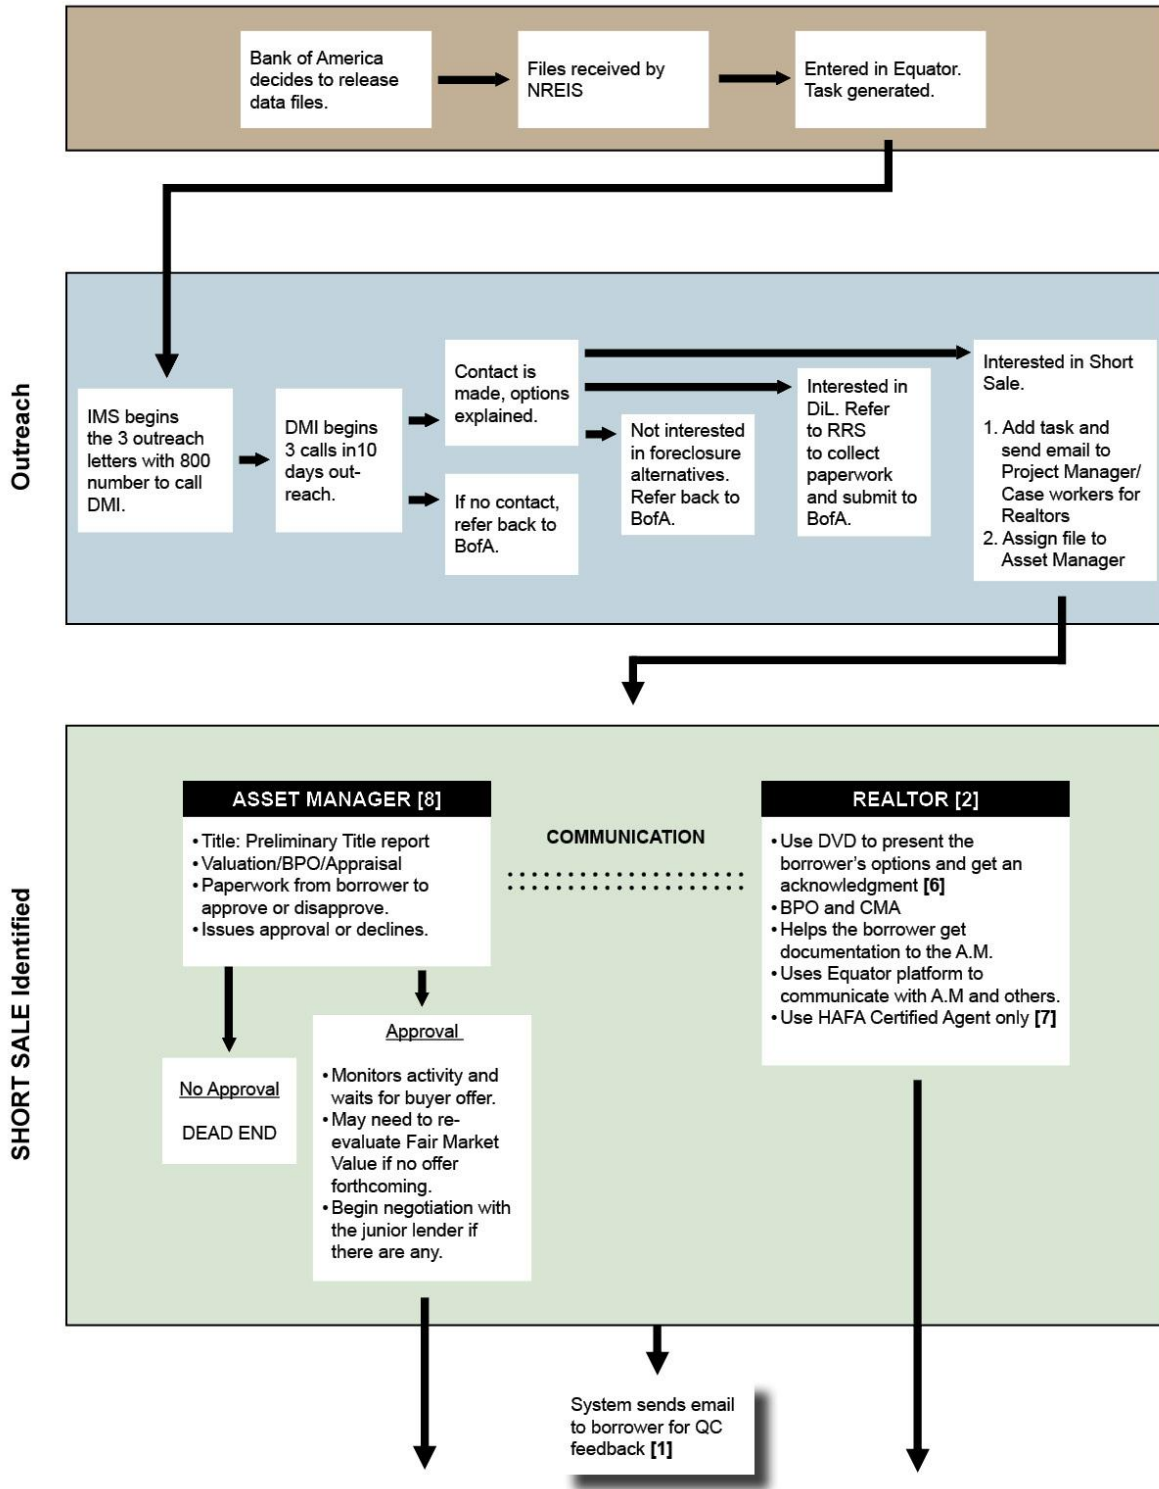 Bank of America
decides to release
data files.
Files received by
NREIS
Entered in Equator.
Task generated.
Outreach
IMS begins
the 3 outreach
letters with 800
number to call
DMI.
DMI begins
3 calls in10
days out-
reach.
Contact is
made, options
explained.
If no contact,
refer back to
BofA.
Not interested
in foreclosure
alternatives.
Refer back to
BofA.
Interested in
DiL. Refer
to RRS
to collect
paperwork
and submit to
BofA.
Interested in Short
Sale.
1. Add task and
send email to
Project Manager/
Case workers for
Realtors
2. Assign file to
Asset Manager
SHORT SALE Identified
ASSET MANAGER [8]
• Title: Preliminary Title report
• Valuation/BPO/Appraisal
• Paperwork from borrower to
approve or disapprove.
• Issues approval or declines.
COMMUNICATION
REALTOR [2]
• Use DVD to present the
borrower's options and get an
acknowledgment [6]
• BPO and CMA
• Helps the borrower get
documentation to the A.M.
• Uses Equator platform to
communicate with A.M and others.
• Use HAFA Certified Agent only [7]
No Approval
DEAD END
Approval
• Monitors activity and
waits for buyer offer.
• May need to re-
evaluate Fair Market
Value if no offer
forthcoming.
• Begin negotiation with
the junior lender if
there are any.
System sends email
to borrower for QC
feedback [1]